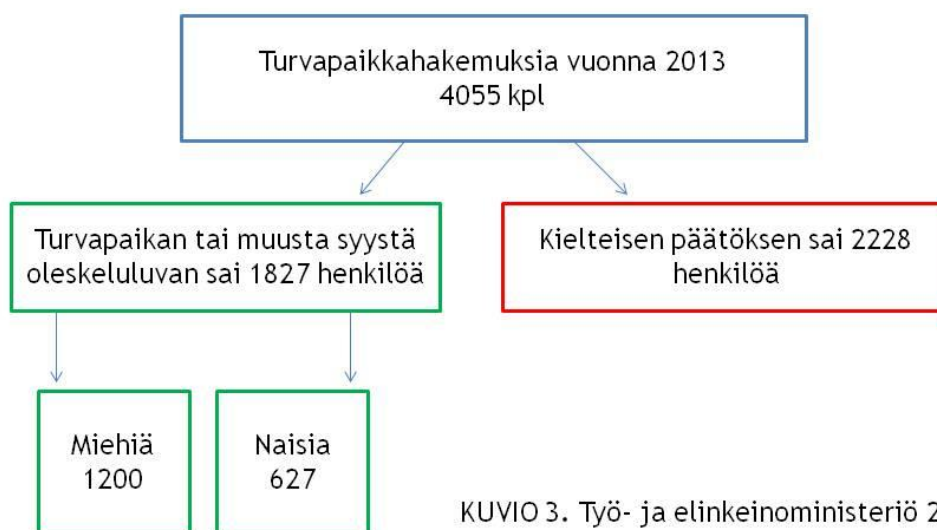 Turvapaikkahakemuksia vuonna 2013
4055 kpl
Turvapaikan tai muusta syystä
oleskeluluvan sai 1827 henkilöä
Kielteisen päätöksen sai 2228
henkilöä
Miehiä
1200
Naisia
627
KUVIO 3. Työ- ja elinkeinoministeriö